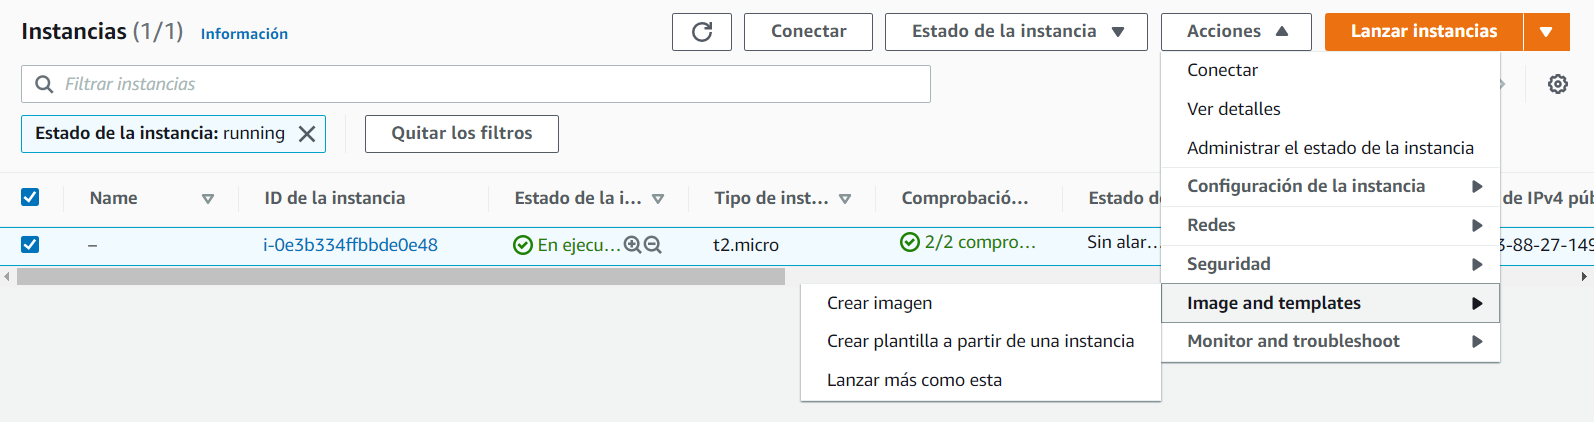 Instancias (1/1) Información Conectar Estado de la instancia Acciones Lanzar instancias
Filtrar instancias
Estado de la instancia: running Quitar los filtros
Conectar
Ver detalles
Administrar el estado de la instancia
Configuración de la instancia
Redes
Seguridad
Image and templates
Monitor and troubleshoot
Name ID de la instancia Estado de la i... Tipo de inst... Comprobació... Estado de de IPv4 púb
– i-0e3b334ffbbde0e48 En ejecu... t2.micro 2/2 compro... Sin alar... 3-88-27-149
Crear imagen
Crear plantilla a partir de una instancia
Lanzar más como esta